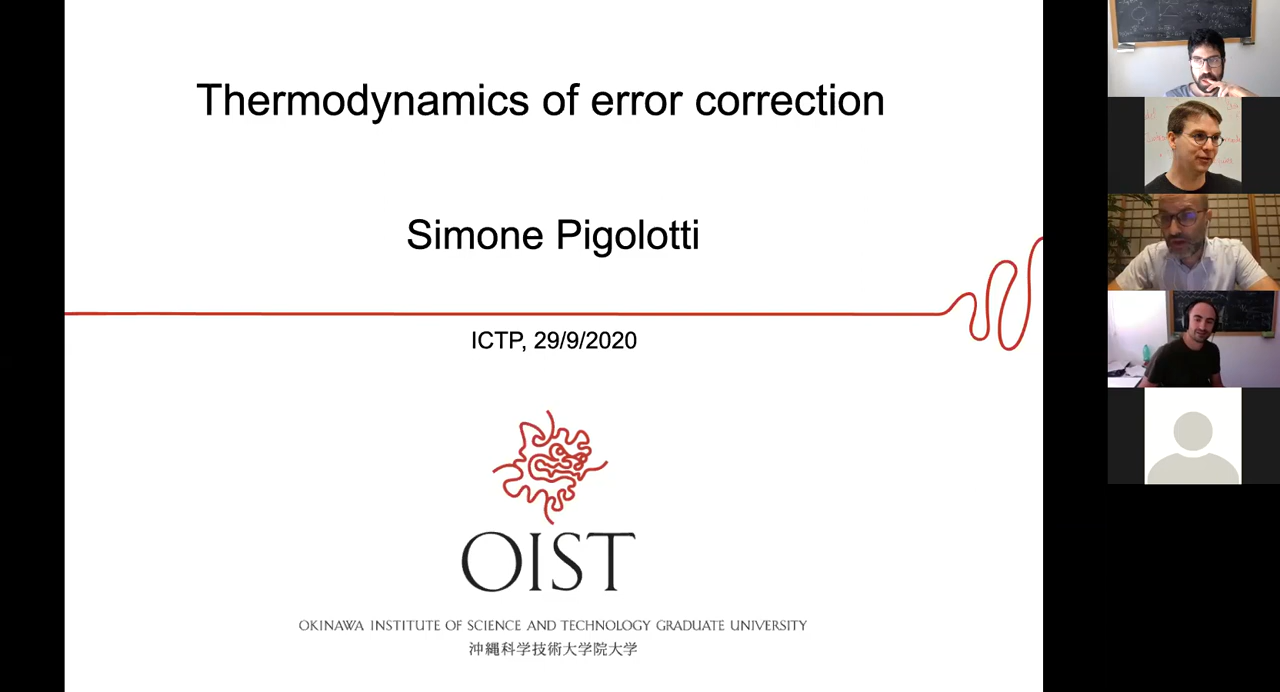 Thermodynamics of error correction
Simone Pigolotti
ICTP, 29/9/2020
OIST
OKINAWA INSTITUTE OF SCIENCE AND TECHNOLOGY GRADUATE UNIVERSITY
沖縄科学技術大学院大学